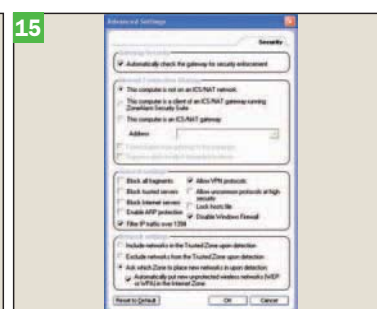 15
Advanced Settings
Security
Automatically check the gateway for security enforcement
This computer is not on an ICS/NAT network
This computer is a client of an ICS/NAT gateway running
ZoneAlarm Security Suite
This computer is an ICS/NAT gateway
Address
Block all fragments
Allow VPN protocols
Block trusted servers
Allow uncommon protocols at high
security
Block Internet servers
Lock hosts file
Enable ARP protection
Disable Windows Firewall
Filter IP traffic over 1394
Include networks in the Trusted Zone upon detection
Exclude networks from the Trusted Zone upon detection
Ask which Zone to place new networks in upon detection
Automatically put new unprotected wireless networks (WEP
or WPA) in the Internet Zone
Reset to Default
OK
Cancel